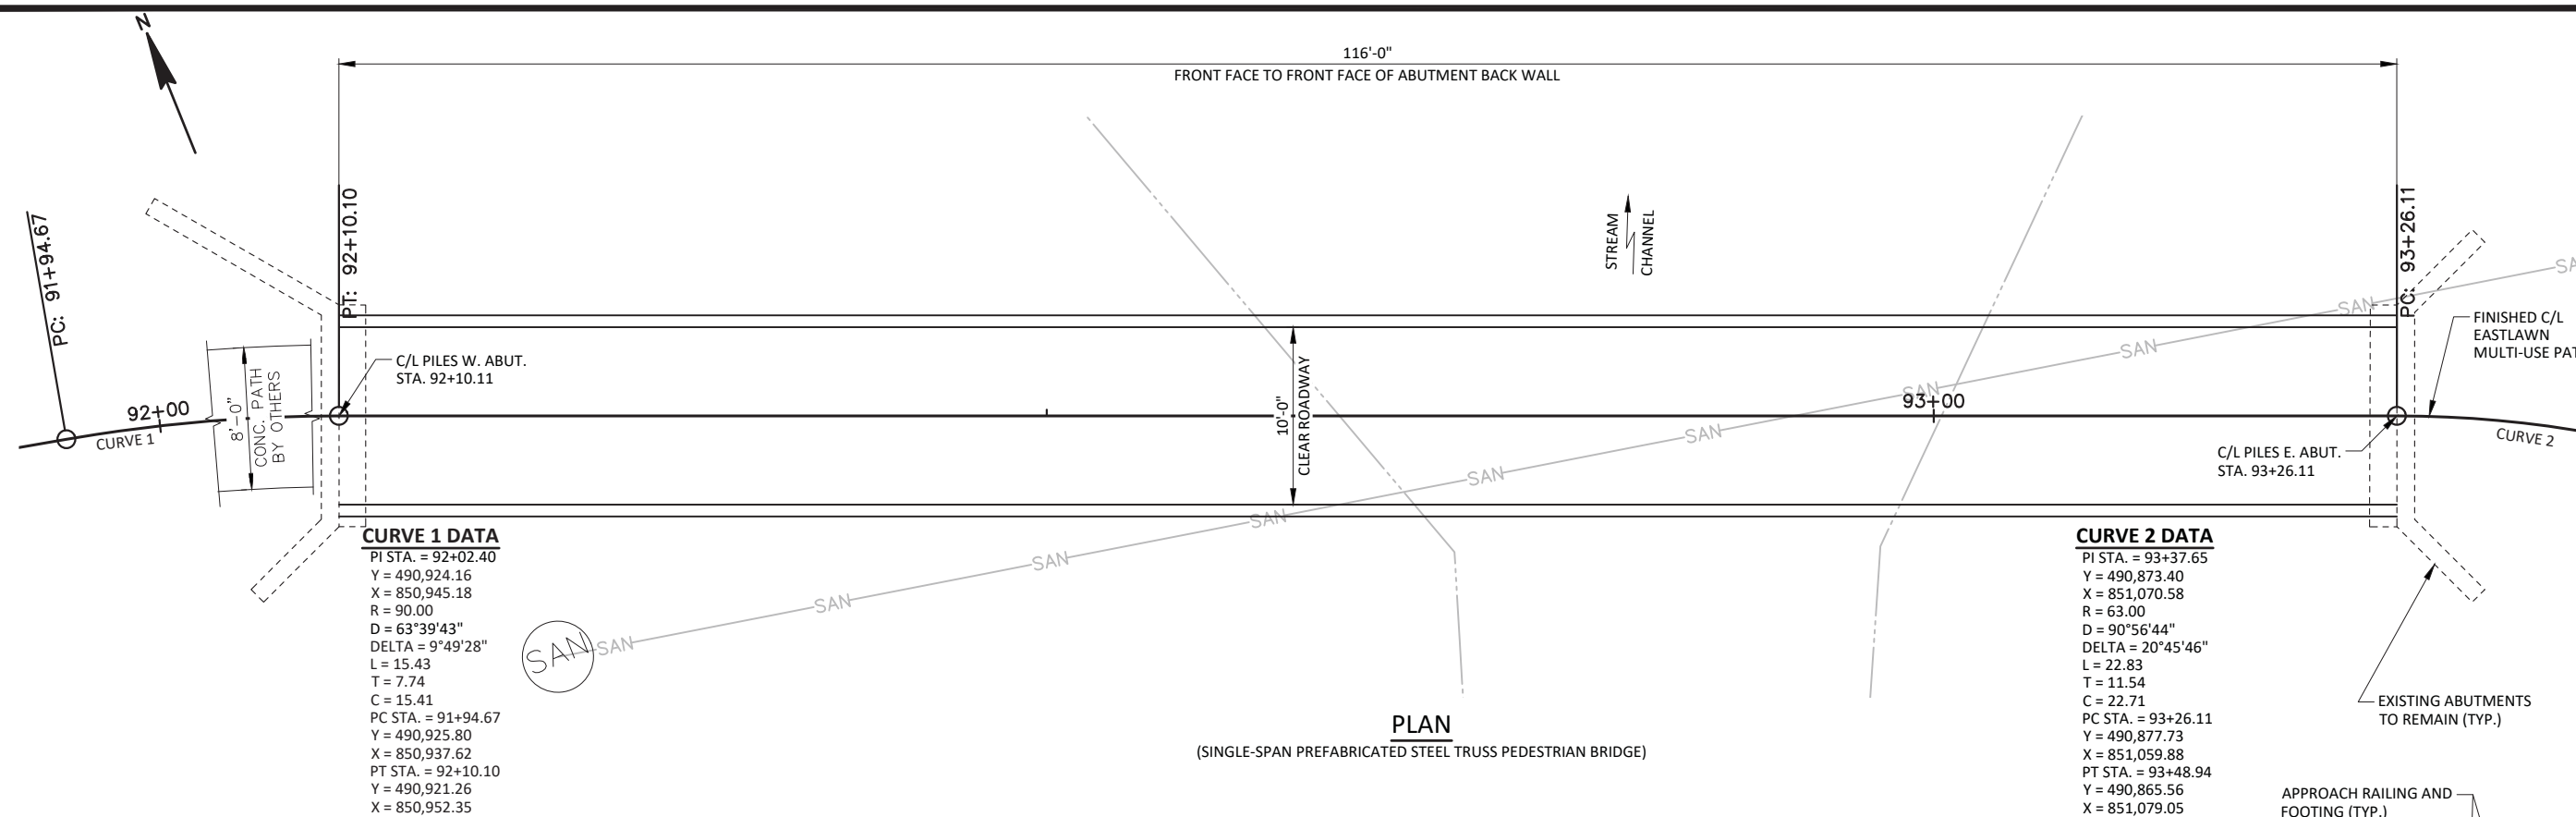 N
116'-0"
FRONT FACE TO FRONT FACE OF ABUTMENT BACK WALL
PC: 91+94.67
PT: 92+10.10
PC: 93+26.11
STREAM
CHANNEL
C/L PILES W. ABUT.
STA. 92+10.11
92+00
CURVE 1
8'-0"
CONC. PATH
BY OTHERS
10'-0"
CLEAR ROADWAY
93+00
C/L PILES E. ABUT.
STA. 93+26.11
FINISHED C/L
EASTLAWN
MULTI-USE PAT
CURVE 2
SAN
SAN
SAN
SAN
SAN
SAN
SAN
SAN
SAN
SAN
SA
CURVE 1 DATA
PI STA. = 92+02.40
Y = 490,924.16
X = 850,945.18
R = 90.00
D = 63°39'43"
DELTA = 9°49'28"
L = 15.43
T = 7.74
C = 15.41
PC STA. = 91+94.67
Y = 490,925.80
X = 850,937.62
PT STA. = 92+10.10
Y = 490,921.26
X = 850,952.35
CURVE 2 DATA
PI STA. = 93+37.65
Y = 490,873.40
X = 851,070.58
R = 63.00
D = 90°56'44"
DELTA = 20°45'46"
L = 22.83
T = 11.54
C = 22.71
PC STA. = 93+26.11
Y = 490,877.73
X = 851,059.88
PT STA. = 93+48.94
Y = 490,865.56
X = 851,079.05
PLAN
(SINGLE-SPAN PREFABRICATED STEEL TRUSS PEDESTRIAN BRIDGE)
EXISTING ABUTMENTS
TO REMAIN (TYP.)
APPROACH RAILING AND
FOOTING (TYP.)